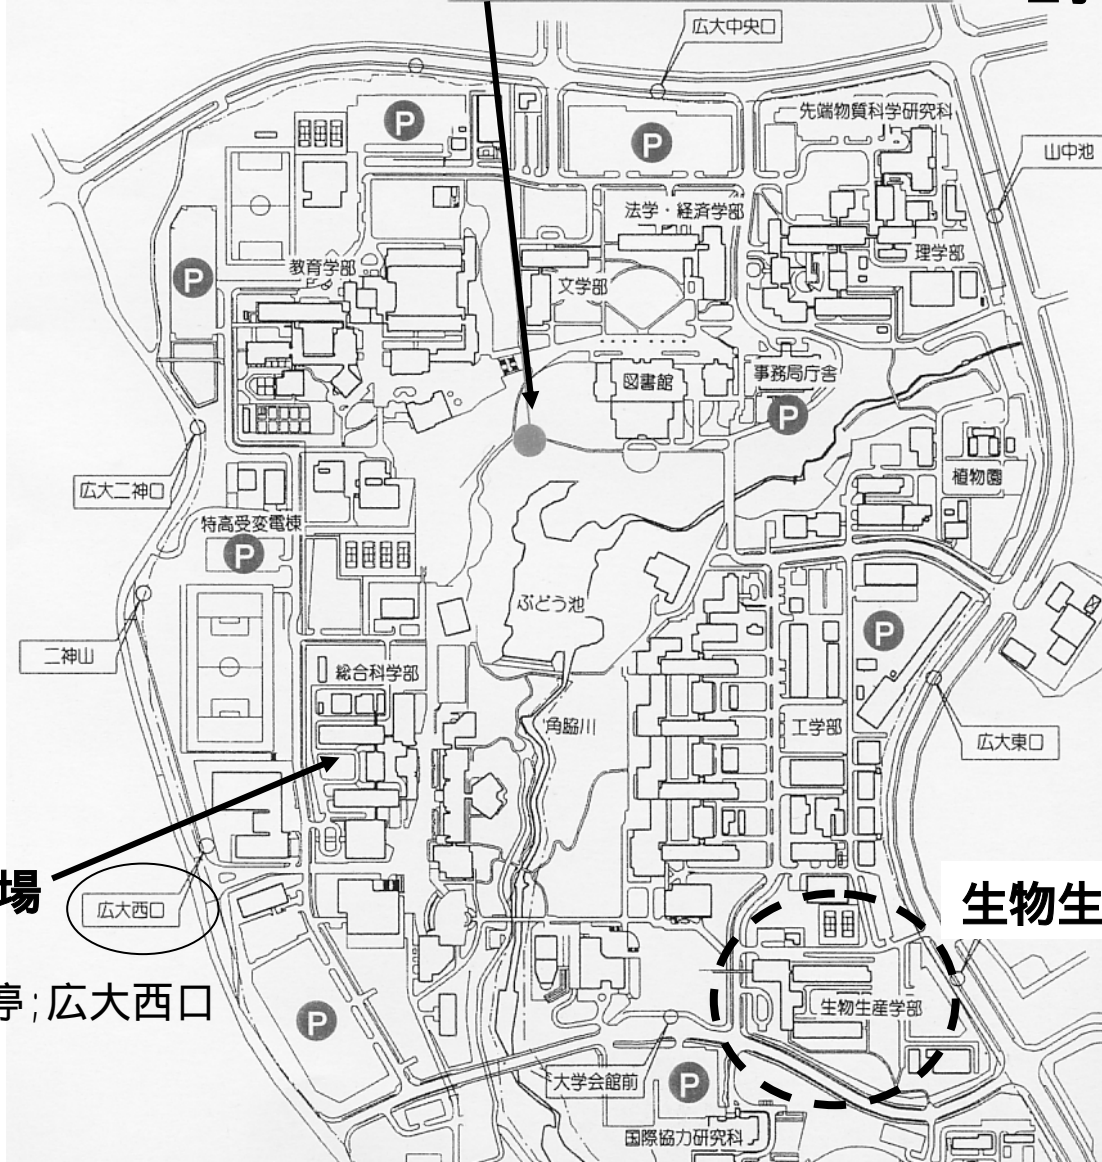 広大中央口
P
P
先端物質科学研究科
山中池
法学・経済学部
理学部
教育学部
P
文学部
図書館
事務局庁舎
P
植物園
広大二神口
特高受変電棟
P
ぶどう池
P
二神山
総合科学部
角脇川
工学部
広大東口
場
広大西口
生物生
停;広大西口
P
生物生産学部
大学会館前
P
国際協力研究科